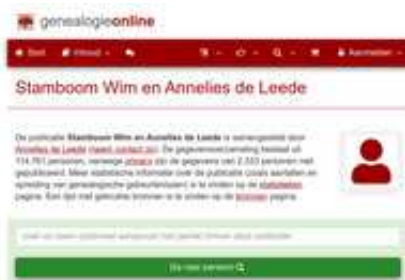 genealogieonline
Start Inhoud Aanmelden
Stamboom Wim en Annelies de Leede
De publicatie Stamboom Wim en Annelies de Leede is samengesteld door
Annelies de Leede (neem contact op). De gegevensverzameling bestaat uit
114.761 personen, vanwege privacy zijn de gegevens van 2.333 personen niet
gepubliceerd. Meer statistische informatie over de publicatie (zoals aantallen en
spreiding van genealogische gebeurtenissen) is te vinden op de statistieken
pagina. Een lijst met gebruikte bronnen is te vinden op de bronnen pagina.
Ga naar persoon